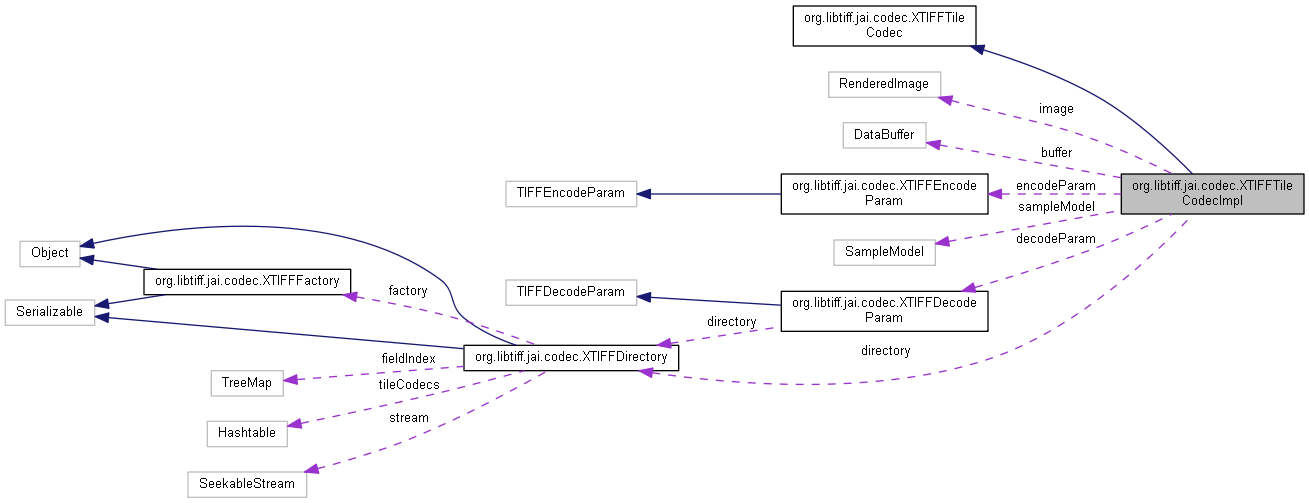 org.libtiff.jai.codec.XTIFFTile
Codec
RenderedImage
image
DataBuffer
buffer
TIFFEncodeParam
org.libtiff.jai.codec.XTIFFEncode
Param
encodeParam
org.libtiff.jai.codec.XTIFFTile
CodecImpl
sampleModel
SampleModel
decodeParam
Object
org.libtiff.jai.codec.XTIFFFactory
factory
TIFFDecodeParam
org.libtiff.jai.codec.XTIFFDecode
Param
Serializable
directory
directory
org.libtiff.jai.codec.XTIFFDirectory
fieldIndex
TreeMap
tileCodecs
stream
Hashtable
SeekableStream